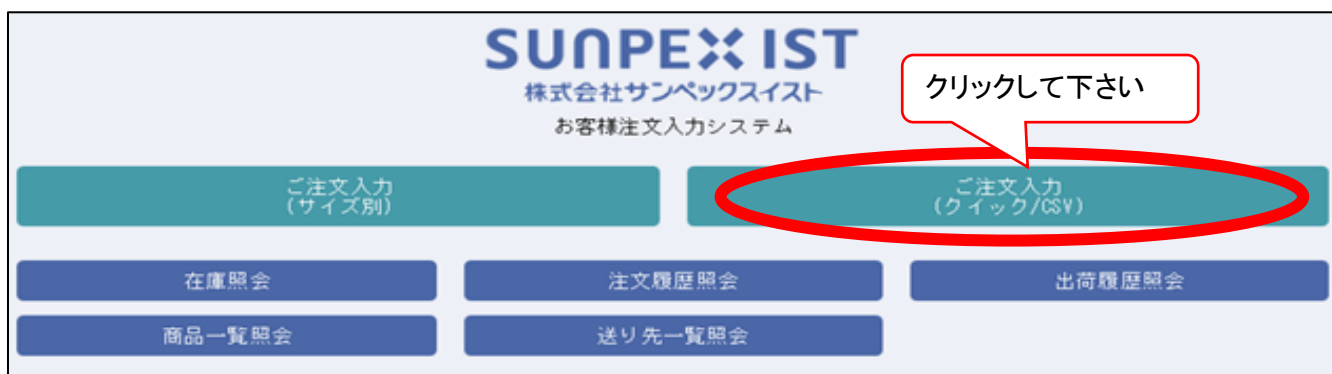 SUNPEX IST
株式会社サンペックスイスト
お客様注文入力システム
クリックして下さい
ご注文入力
(サイズ別)
ご注文入力
(クイック/CSV)
在庫照会
注文履歴照会
出荷履歴照会
商品一覧照会
送り先一覧照会